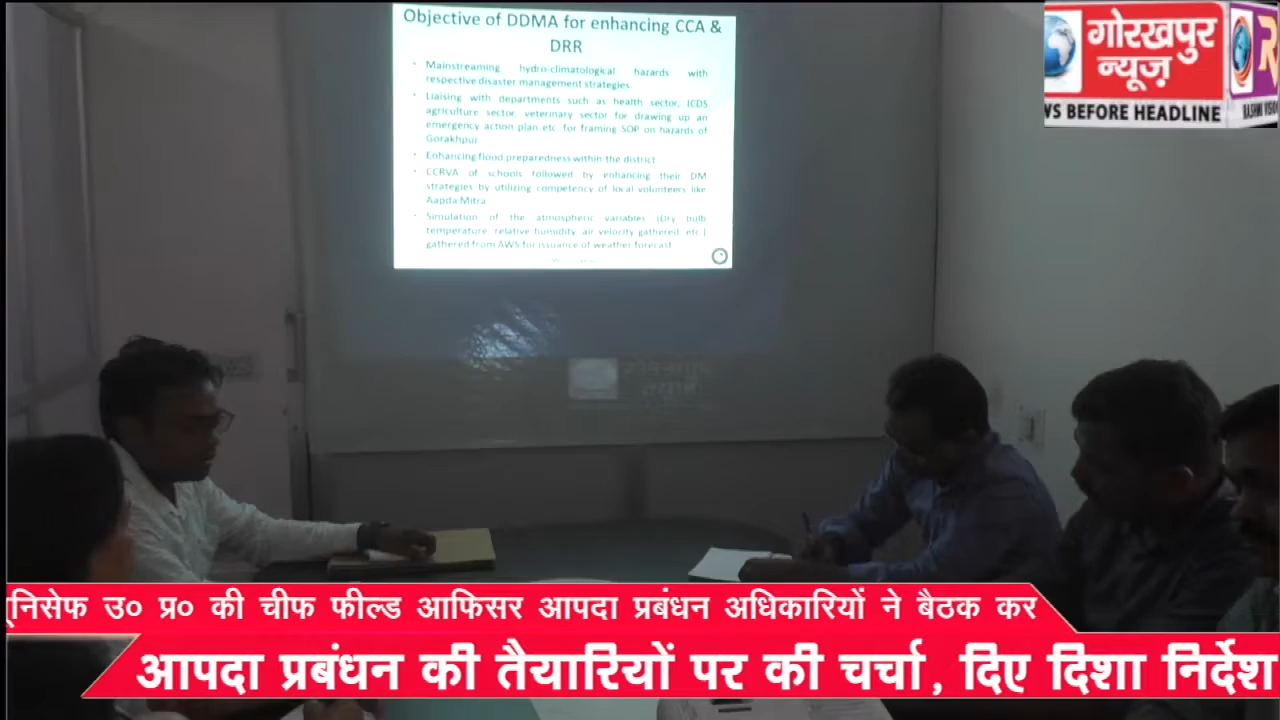 Objective of DDMA for enhancing CCA &
DRR
Mainstreaming hydro-climatological hazards with
respective disaster management strategies.
Liaising with departments such as health sector, ICDS
agriculture sector, veterinary sector for drawing up an
emergency action plan etc. for framing SOP on hazards of
Gorakhpur
Enhancing flood preparedness within the district
CCRVA of schools followed by enhancing their DM
strategies by utilizing competency of local volunteers like
Aapda Mitra
Simulation of the atmospheric variables (Dry bulb
temperature, relative humidity, air velocity gathered, etc.)
gathered from AWS for issuance of weather forecast
गोरखपुर
न्यूज़
WS BEFORE HEADLINE
R
RASHMI VISIO
यूनिसेफ उ० प्र० की चीफ फील्ड आफिसर आपदा प्रबंधन अधिकारियों ने बैठक कर
आपदा प्रबंधन की तैयारियों पर की चर्चा, दिए दिशा निर्देश